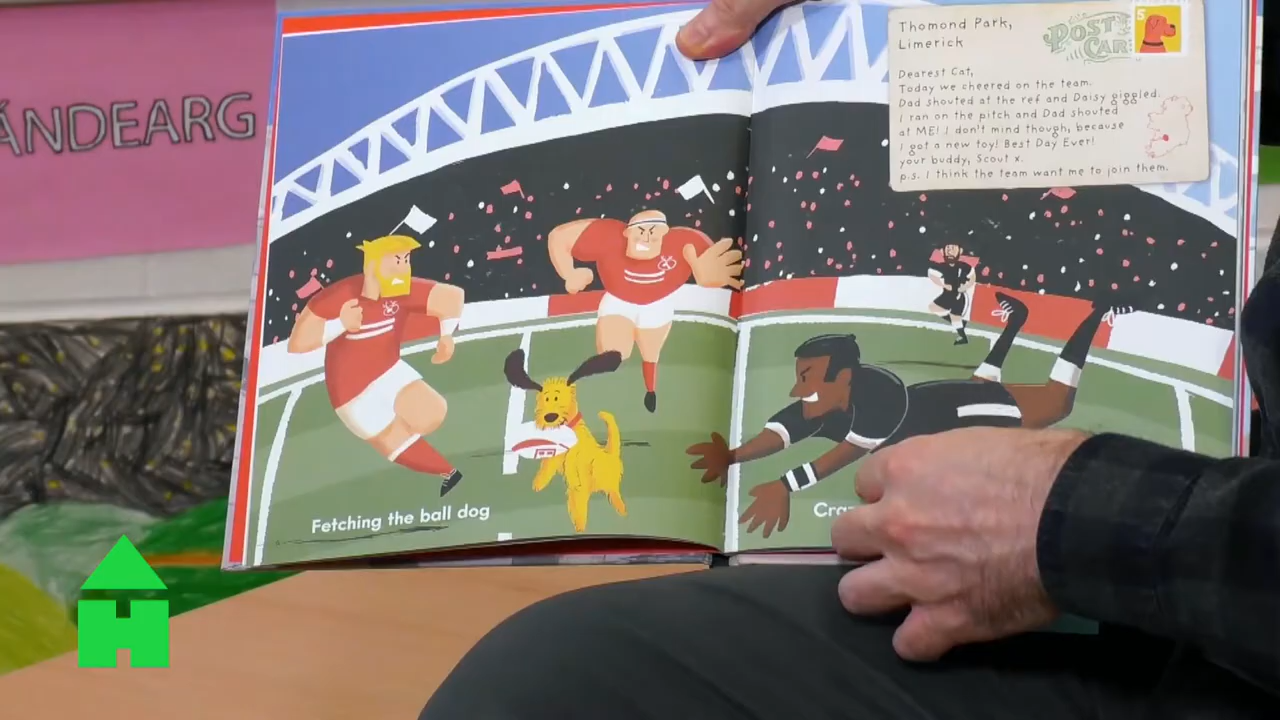 ÁNDEARG
Thomond Park,
Limerick
POST
CAR
5
Dearest Cat,
Today we cheered on the team.
Dad shouted at the ref and Daisy giggled.
I ran on the pitch and Dad shouted
at ME! I don't mind though, because
I got a new toy! Best Day Ever!
your buddy, Scout x.
p.s. I think the team want me to join them.
Fetching the ball dog
H